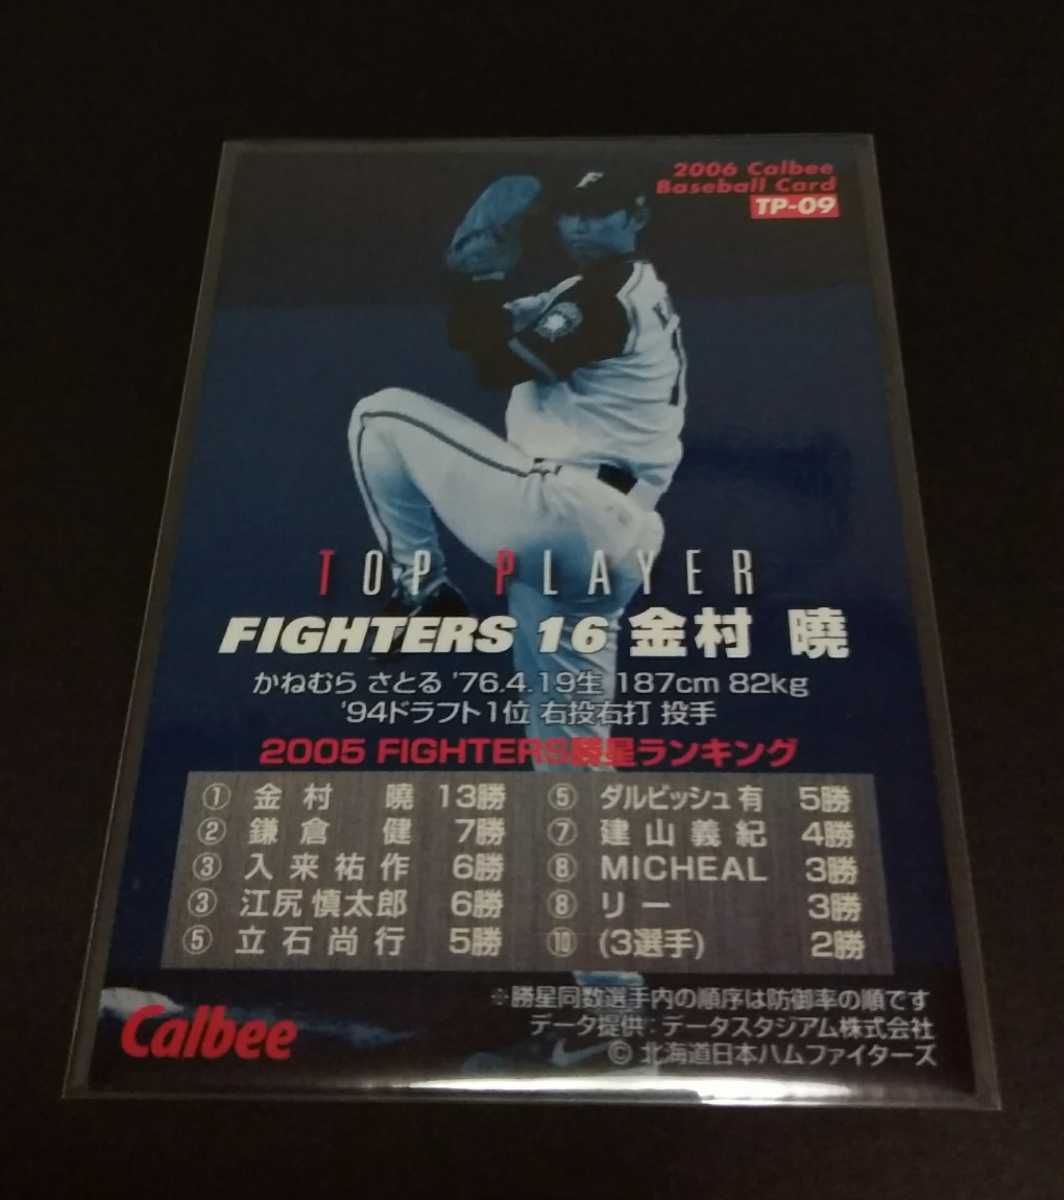 2006 Calbee
Baseball Card
TP-09
TOP PLAYER
FIGHTERS 16 金村 曉
かねむら さとる '76.4.19生 187cm 82kg
'94ドラフト1位 右投右打 投手
2005 FIGHTERS勝星ランキング
① 金村 曉 13勝
② 鎌倉 健 7勝
③ 入来祐作 6勝
③ 江尻慎太郎 6勝
⑤ 立石尚行 5勝
⑤ ダルビッシュ有 5勝
⑦ 建山義紀 4勝
⑧ MICHEAL 3勝
⑧ リー 3勝
⑩ (3選手) 2勝
※勝星同数選手内の順序は防御率の順です
データ提供:データスタジアム株式会社
© 北海道日本ハムファイターズ
Calbee